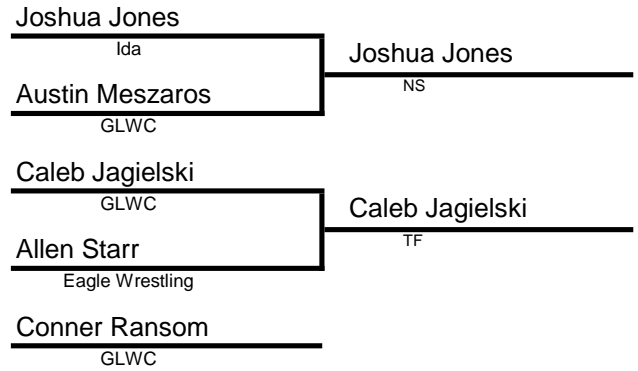 Joshua Jones
Ida
Joshua Jones
NS
Austin Meszaros
GLWC
Caleb Jagielski
GLWC
Caleb Jagielski
TF
Allen Starr
Eagle Wrestling
Conner Ransom
GLWC